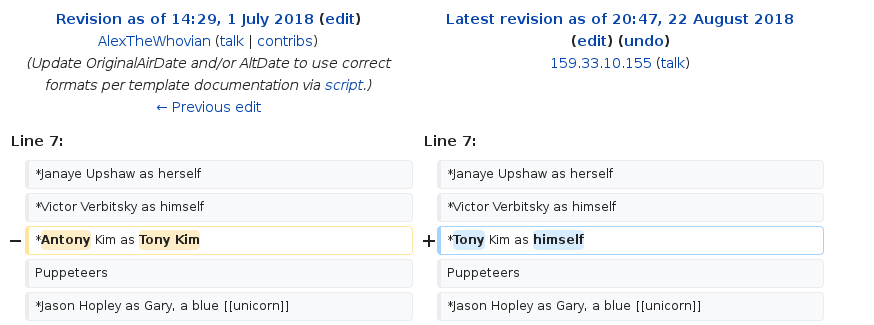 Revision as of 14:29, 1 July 2018 (edit)
AlexTheWhovian (talk | contribs)
(Update OriginalAirDate and/or AltDate to use correct
formats per template documentation via script.)
← Previous edit
Latest revision as of 20:47, 22 August 2018
(edit) (undo)
159.33.10.155 (talk)
Line 7:
Line 7:
*Janaye Upshaw as herself
*Janaye Upshaw as herself
*Victor Verbitsky as himself
*Victor Verbitsky as himself
− *Antony Kim as Tony Kim
+ *Tony Kim as himself
Puppeteers
Puppeteers
*Jason Hopley as Gary, a blue [[unicorn]]
*Jason Hopley as Gary, a blue [[unicorn]]